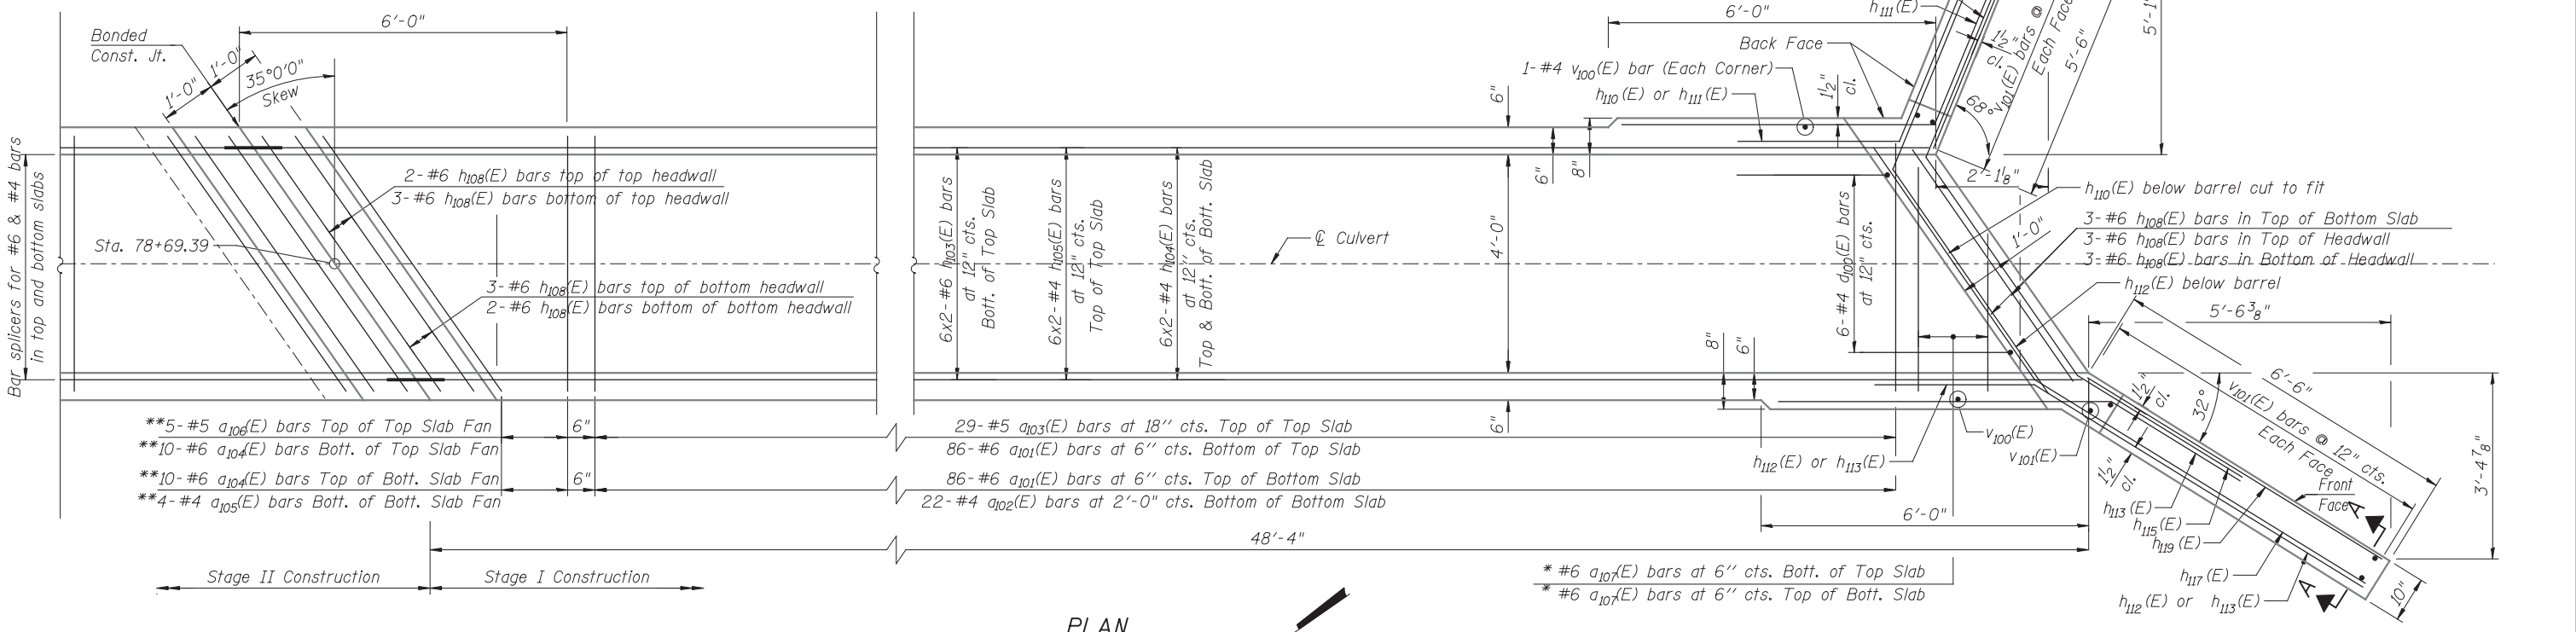 6'-0"
Bonded
Const. Jt.
1'-0"
1'-0"
35°0'0"
Skew
Bar splicers for #6 & #4 bars
in top and bottom slabs
2-#6 h108(E) bars top of top headwall
3-#6 h108(E) bars bottom of top headwall
Sta. 78+69.39
3-#6 h108(E) bars top of bottom headwall
2-#6 h108(E) bars bottom of bottom headwall
**5-#5 a106(E) bars Top of Top Slab Fan
**10-#6 a104(E) bars Bott. of Top Slab Fan
**10-#6 a104(E) bars Top of Bott. Slab Fan
**4-#4 a105(E) bars Bott. of Bott. Slab Fan
6"
6"
29-#5 a103(E) bars at 18" cts. Top of Top Slab
86-#6 a101(E) bars at 6" cts. Bottom of Top Slab
86-#6 a101(E) bars at 6" cts. Top of Bottom Slab
22-#4 a102(E) bars at 2'-0" cts. Bottom of Bottom Slab
48'-4"
Stage II Construction
Stage I Construction
6x2-#6 h103(E) bars
at 12" cts.
Bott. of Top Slab
6x2-#4 h105(E) bars
at 12" cts.
Top of Top Slab
6x2-#4 h104(E) bars
at 12" cts.
Top & Bott. of Bott. Slab
℄ Culvert
4'-0"
6"
6"
8"
6"
8"
6"
6'-0"
Back Face
1-#4 v100(E) bar (Each Corner)
h110(E) or h111(E)
1½"
cl.
h111(E)
1½"
cl.
v101(E) bars @
Each Face
5'-6"
68°
2'-1⅛"
6-#4 d100(E) bars
at 12" cts.
h110(E) below barrel cut to fit
3-#6 h108(E) bars in Top of Bottom Slab
3-#6 h108(E) bars in Top of Headwall
3-#6 h108(E) bars in Bottom of Headwall
1'-0"
h112(E) below barrel
5'-6⅜"
6'-6"
v101(E) bars @ 12" cts.
Each Face
1½"
cl.
32°
3'-4⅞"
v100(E)
v101(E)
h112(E) or h113(E)
1½"
cl.
Front
Face
A
h113(E)
h115(E)
h119(E)
h117(E)
h112(E) or h113(E)
A
10"
6'-0"
* #6 a107(E) bars at 6" cts. Bott. of Top Slab
* #6 a107(E) bars at 6" cts. Top of Bott. Slab
PLAN